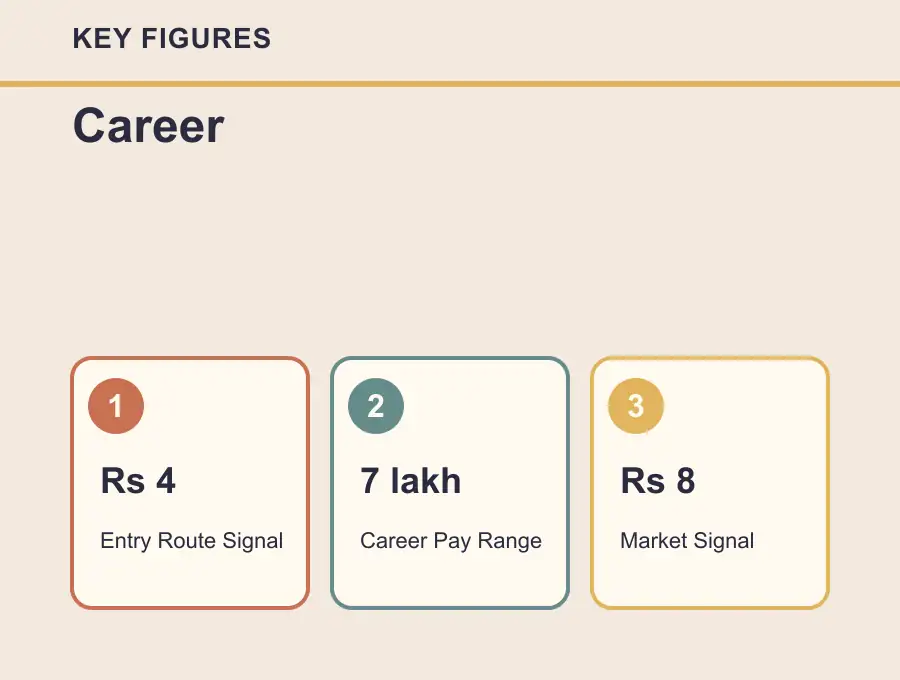 KEY FIGURES
Career
1
Rs 4
Entry Route Signal
2
7 lakh
Career Pay Range
3
Rs 8
Market Signal